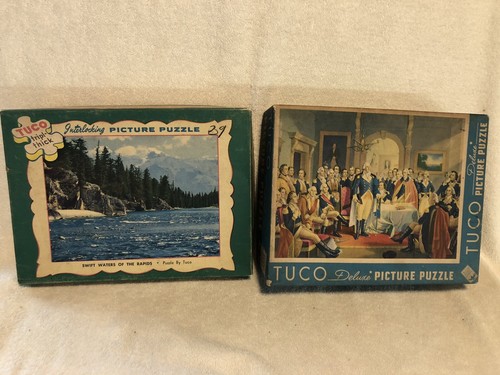 TUCO
triple
thick
Interlocking PICTURE PUZZLE
29
SWIFT WATERS OF THE RAPIDS * Puzzle By Tuco
TUCO Deluxe PICTURE PUZZLE
TUCO Deluxe PICTURE PUZZLE